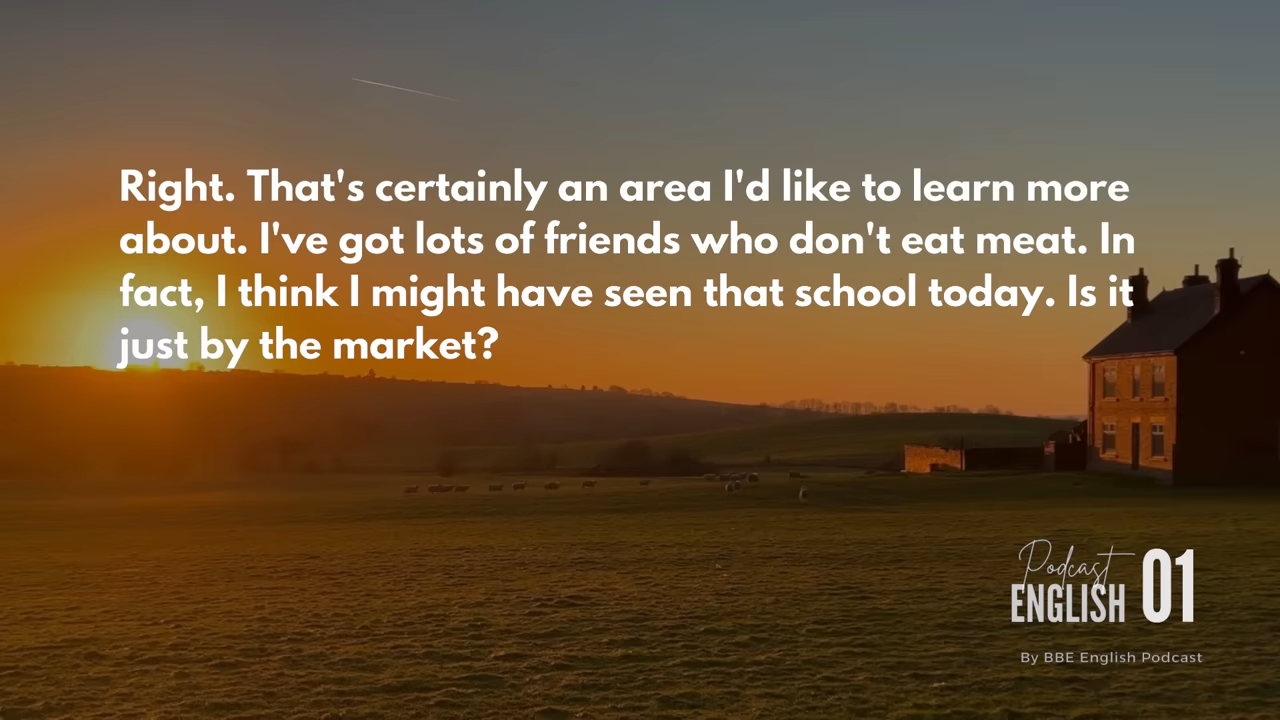 Right. That's certainly an area I'd like to learn more
about. I've got lots of friends who don't eat meat. In
fact, I think I might have seen that school today. Is it
just by the market?
Podcast
ENGLISH 01
By BBE English Podcast